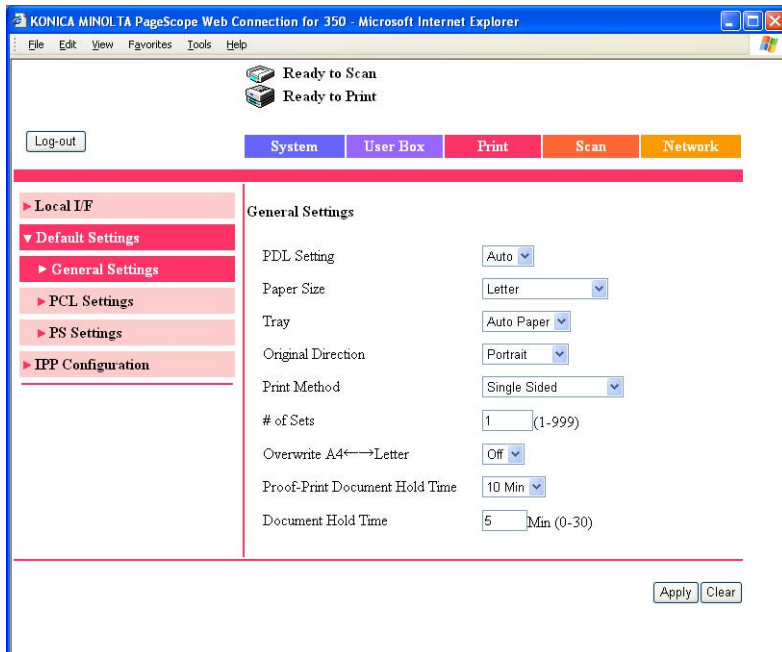 KONICA MINOLTA PageScope Web Connection for 350 - Microsoft Internet Explorer
File Edit View Favorites Tools Help
Ready to Scan
Ready to Print
Log-out
System User Box Print Scan Network
Local I/F
Default Settings
General Settings
PCL Settings
PS Settings
IPP Configuration
General Settings
PDL Setting Auto
Paper Size Letter
Tray Auto Paper
Original Direction Portrait
Print Method Single Sided
# of Sets 1 (1-999)
Overwrite A4←→Letter Off
Proof-Print Document Hold Time 10 Min
Document Hold Time 5 Min (0-30)
Apply Clear